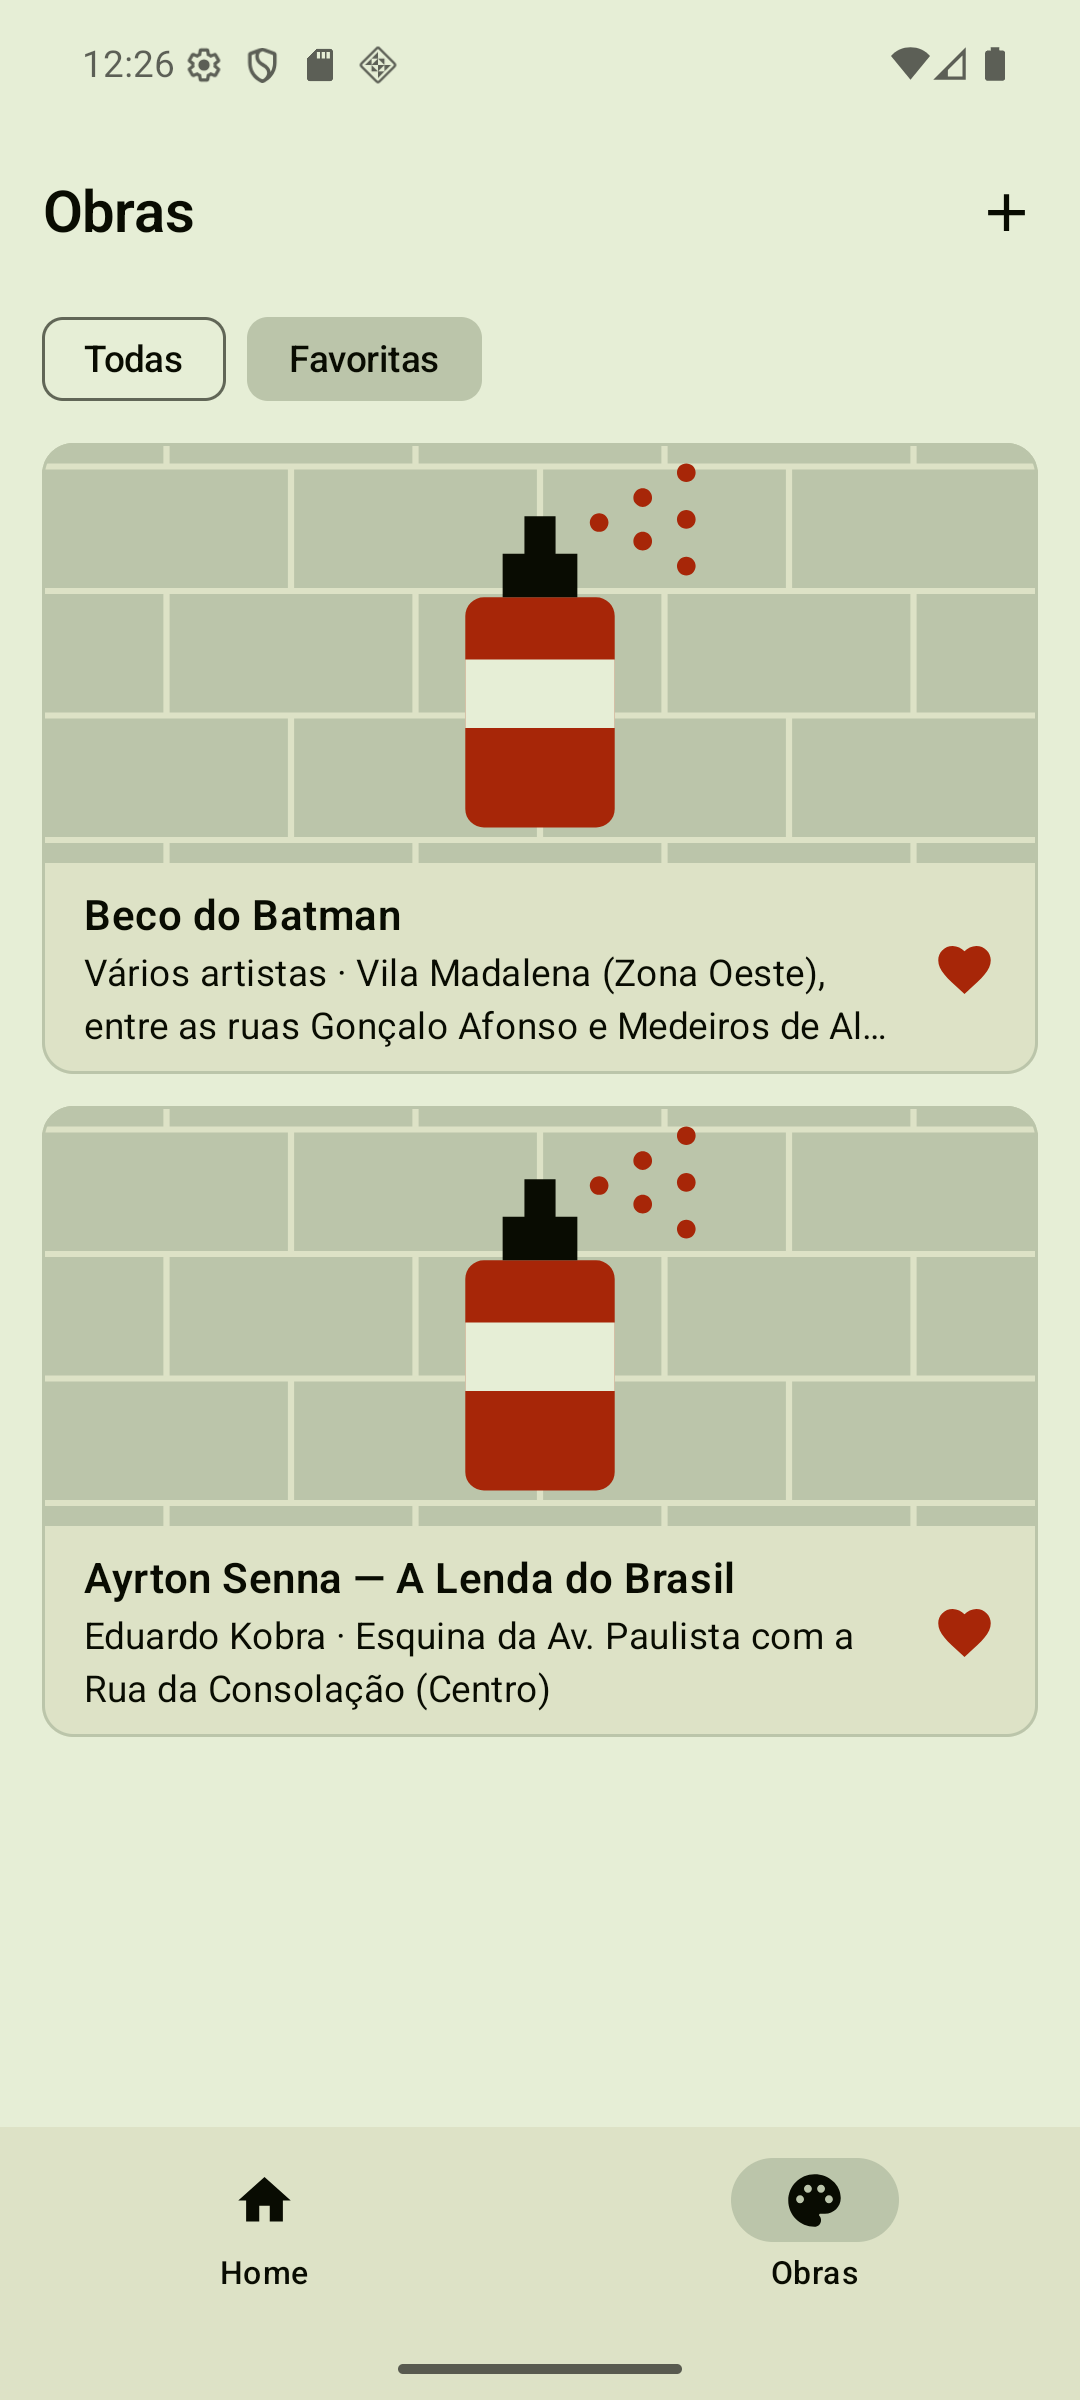 12:26
Obras
Todas
Favoritas
Beco do Batman
Vários artistas · Vila Madalena (Zona Oeste),
entre as ruas Gonçalo Afonso e Medeiros de Al…
Ayrton Senna — A Lenda do Brasil
Eduardo Kobra · Esquina da Av. Paulista com a
Rua da Consolação (Centro)
Home
Obras